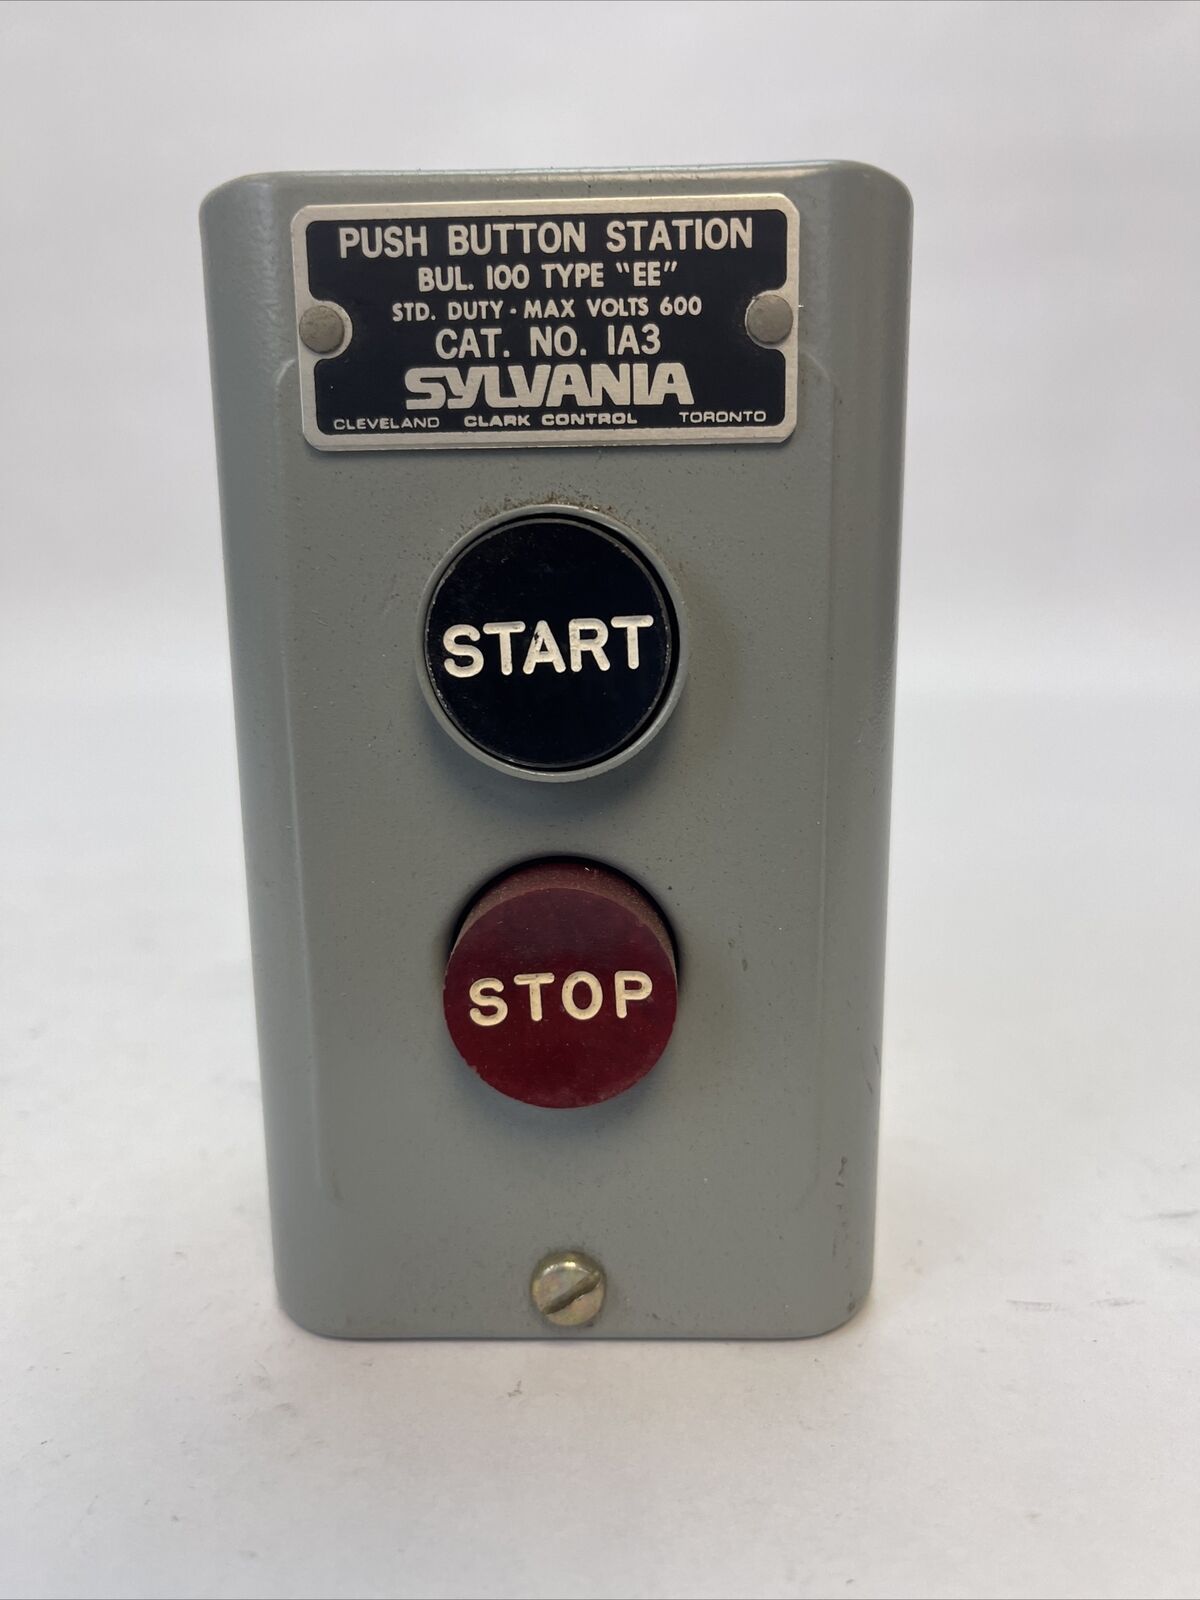 PUSH BUTTON STATION
BUL. 100 TYPE "EE"
STD. DUTY · MAX VOLTS 600
CAT. NO. 1A3
SYLVANIA
CLEVELAND CLARK CONTROL TORONTO
START
STOP